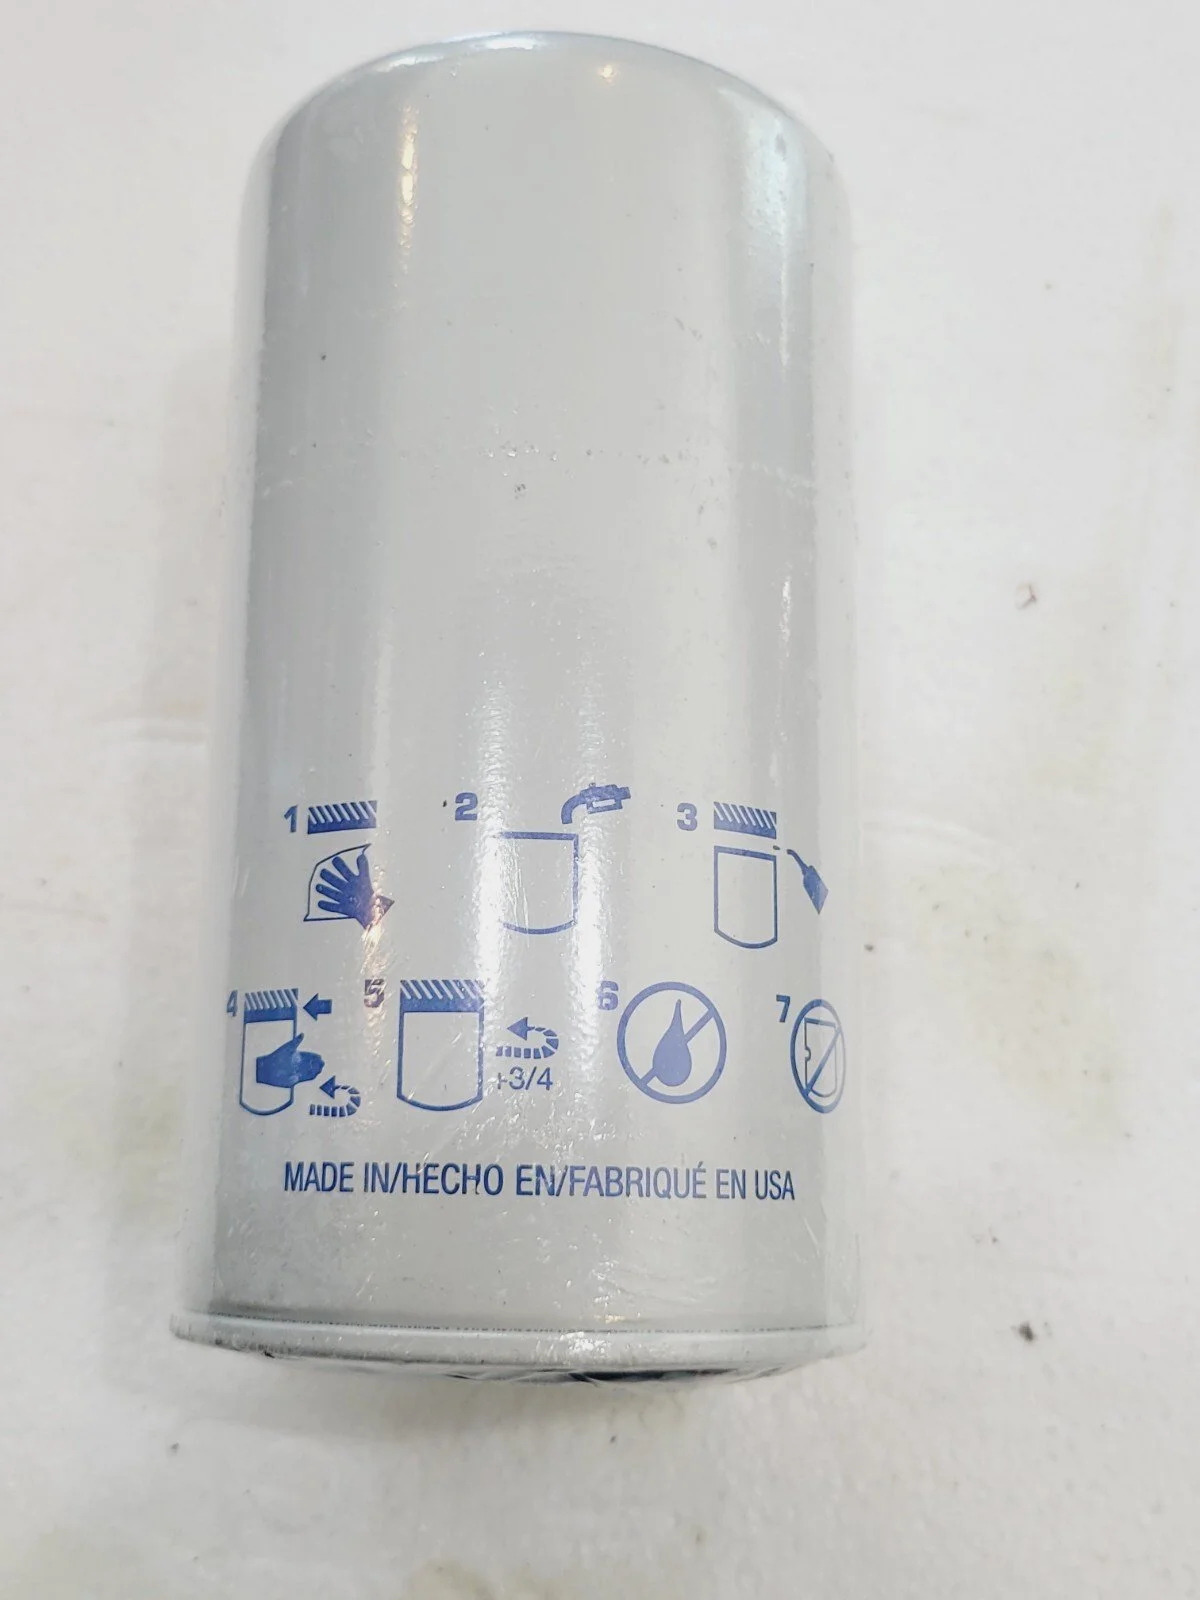 1 2 3
4 5 6 7
+3/4
MADE IN/HECHO EN/FABRIQUÉ EN USA